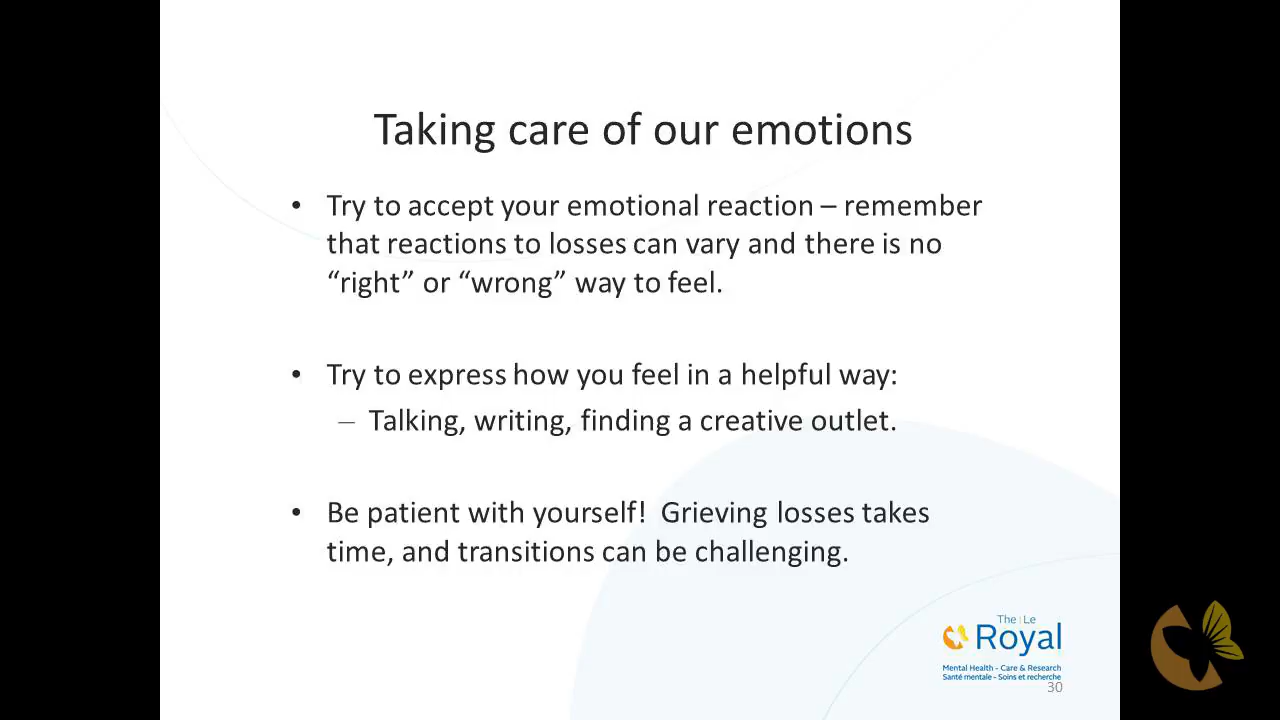 Taking care of our emotions
• Try to accept your emotional reaction – remember
that reactions to losses can vary and there is no
“right” or “wrong” way to feel.
• Try to express how you feel in a helpful way:
– Talking, writing, finding a creative outlet.
• Be patient with yourself!  Grieving losses takes
time, and transitions can be challenging.
The | Le
Royal
Mental Health - Care & Research
Santé mentale - Soins et recherche
30